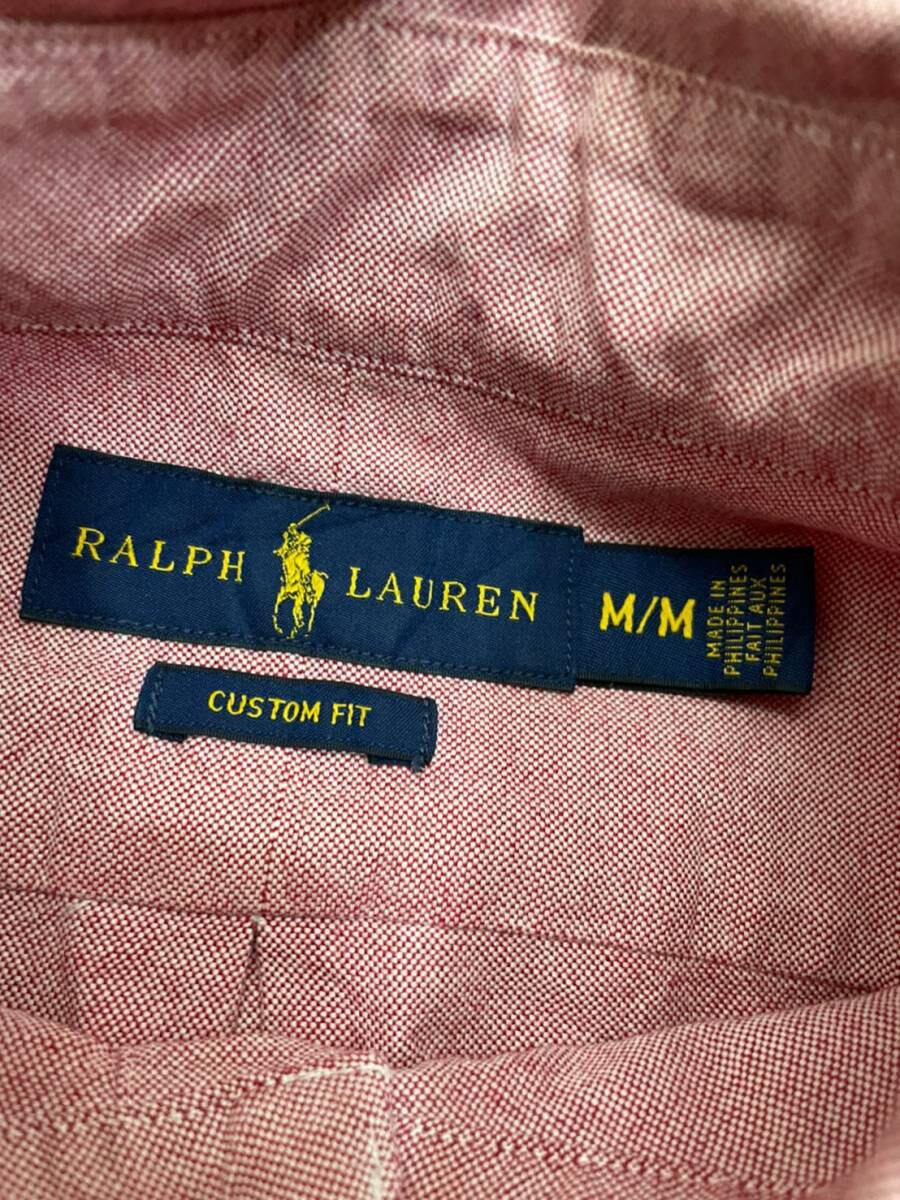 RALPH LAUREN
M/M
MADE IN
PHILIPPINES
FAIT AUX
PHILIPPINES
CUSTOM FIT